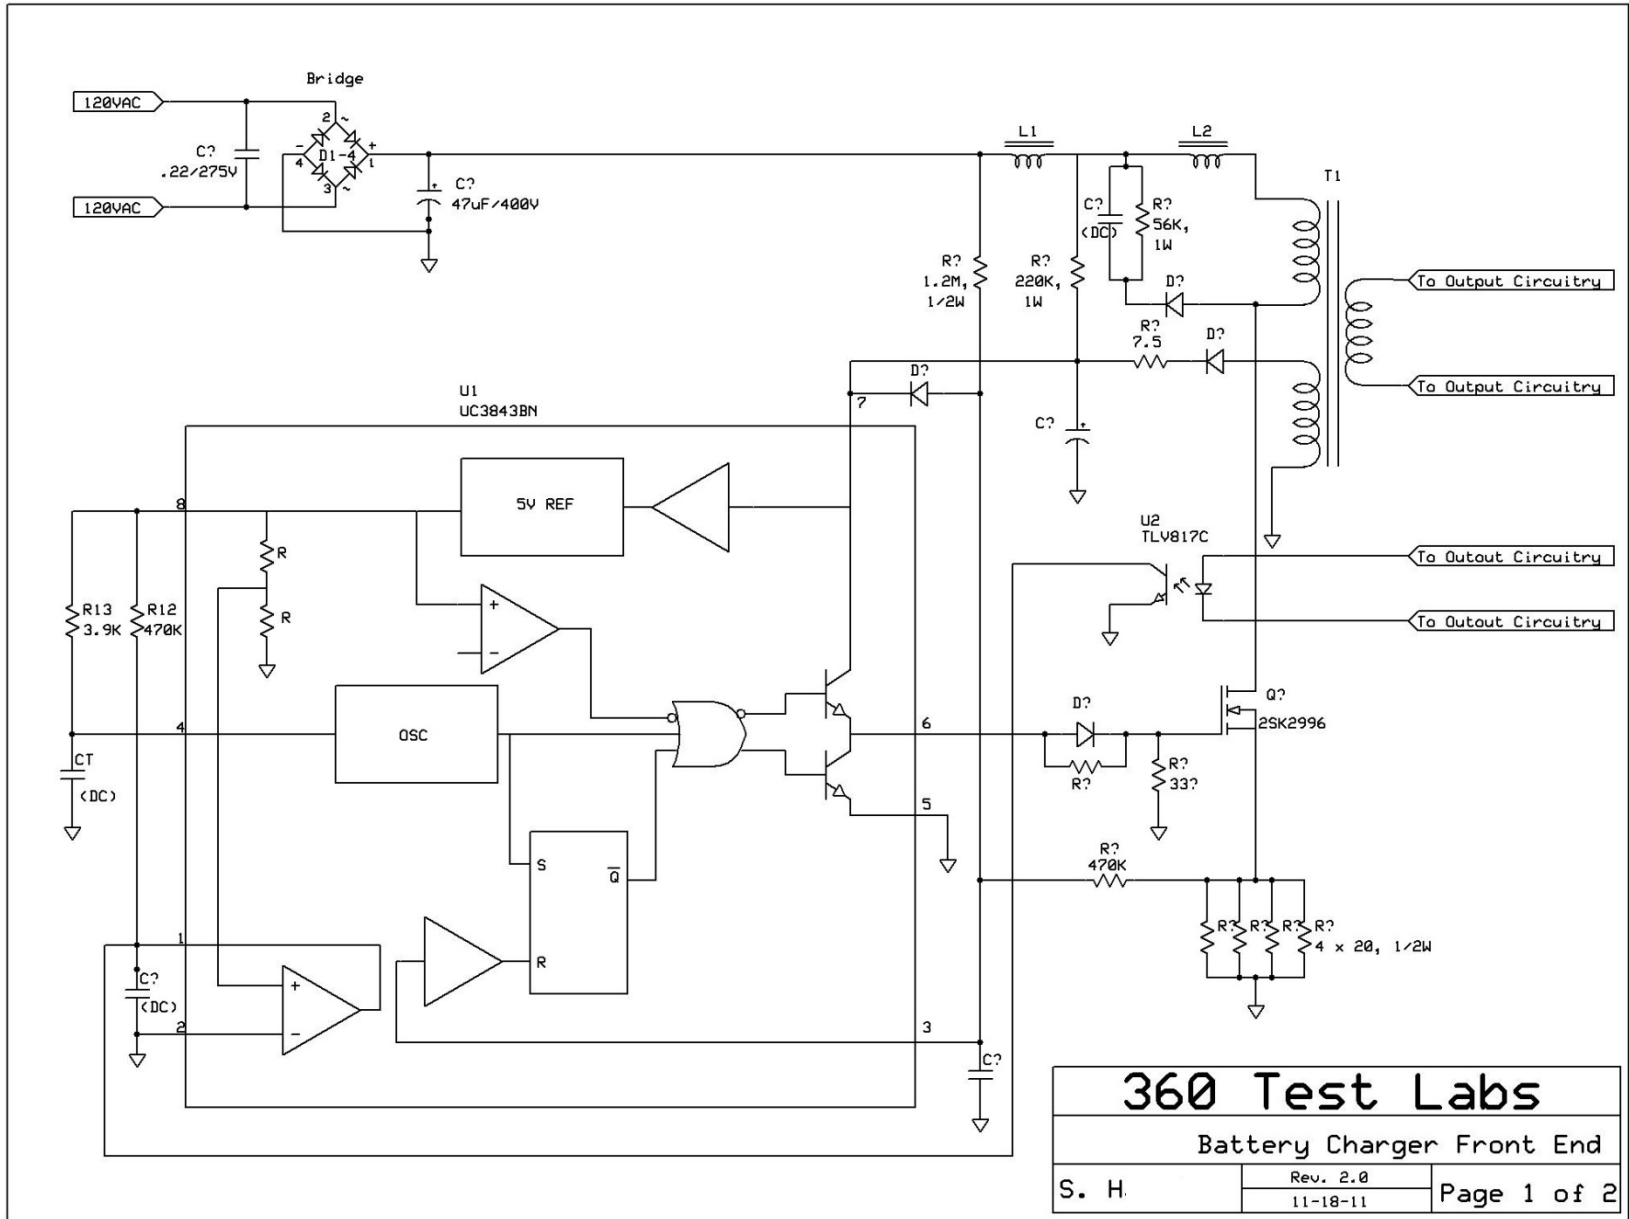 Bridge
120VAC
2
~
-
4
D1-4
+
1
3
~
C?
.22/275V
120VAC
C?
47uF/400V
L1
L2
T1
C?
(DC)
R?
56K,
1W
R?
1.2M,
1/2W
R?
220K,
1W
D?
R?
7.5
D?
To Output Circuitry
To Output Circuitry
D?
7
C?
U1
UC3843BN
5V REF
8
R
R
R13
3.9K
R12
470K
+
-
U2
TLV817C
To Outout Circuitry
To Outout Circuitry
OSC
4
CT
(DC)
6
5
D?
R?
R?
33?
Q?
2SK2996
S
Q
R
R?
470K
R?
R?
R?
R?
4 x 20, 1/2W
1
C?
(DC)
2
+
-
3
C?
360 Test Labs
Battery Charger Front End
S. H.
Rev. 2.0
11-18-11
Page 1 of 2